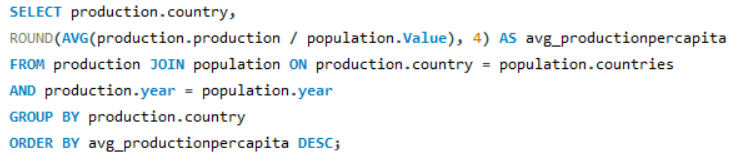 SELECT production.country,
ROUND(AVG(production.production / population.Value), 4) AS avg_productionpercapita
FROM production JOIN population ON production.country = population.countries
AND production.year = population.year
GROUP BY production.country
ORDER BY avg_productionpercapita DESC;